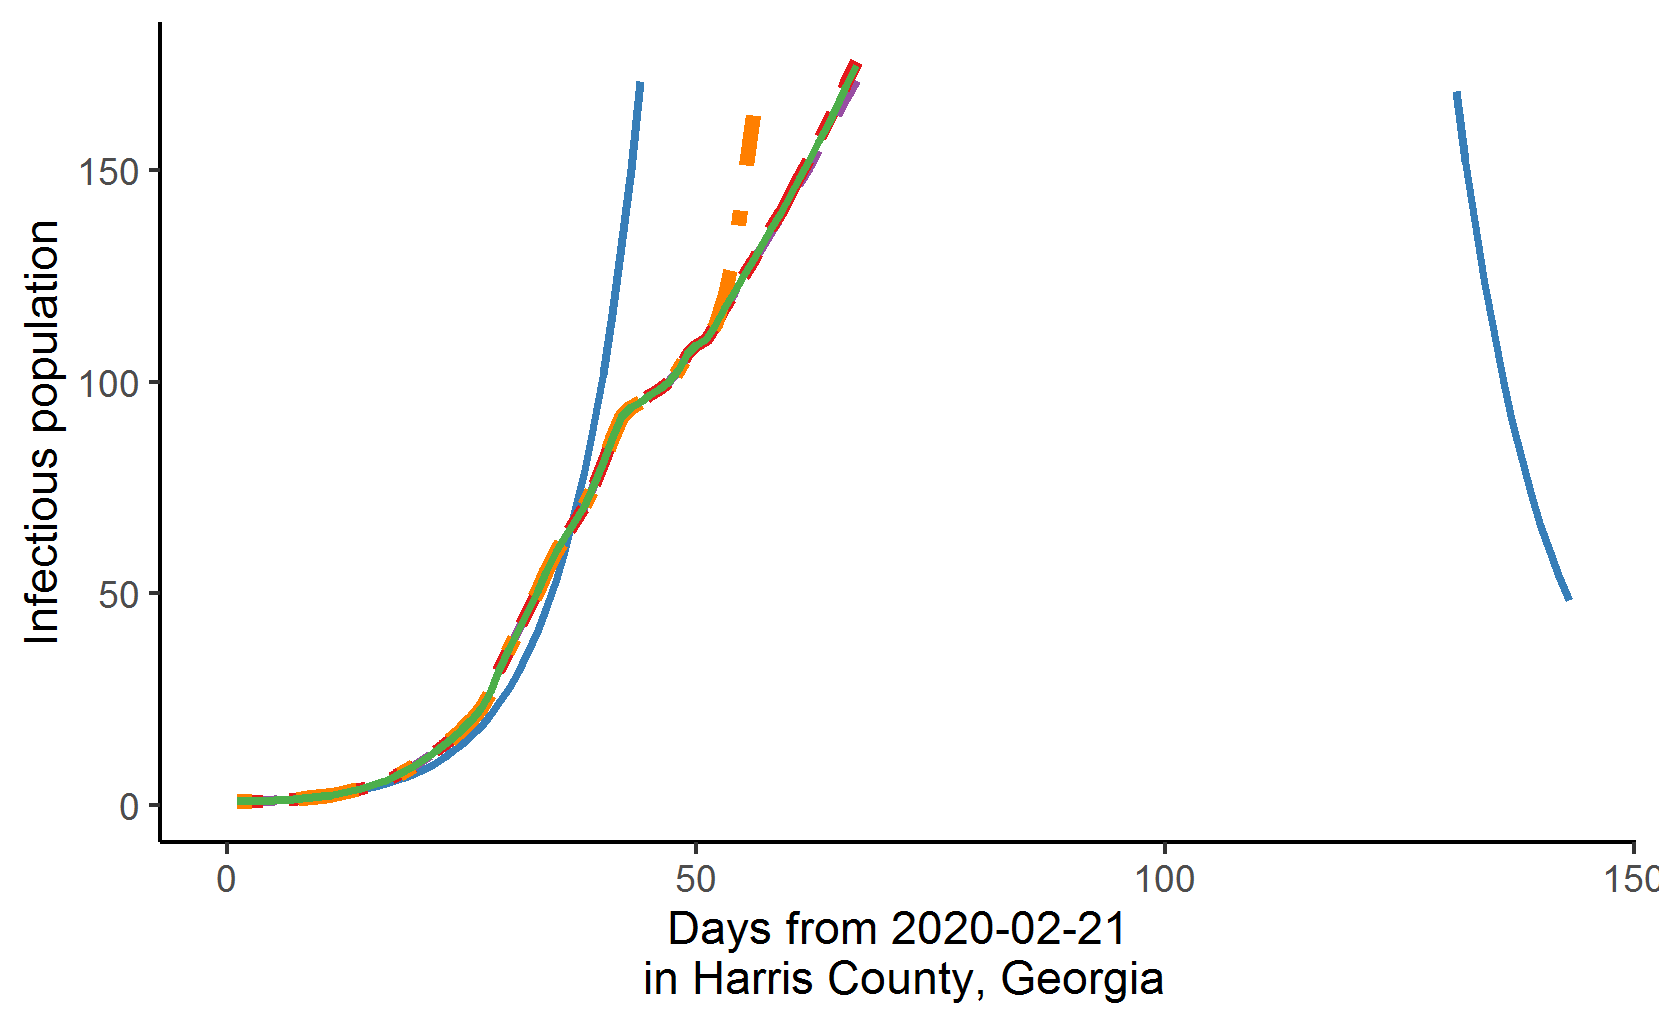 Infectious population
150
100
50
0
0 50 100 150
Days from 2020-02-21
in Harris County, Georgia